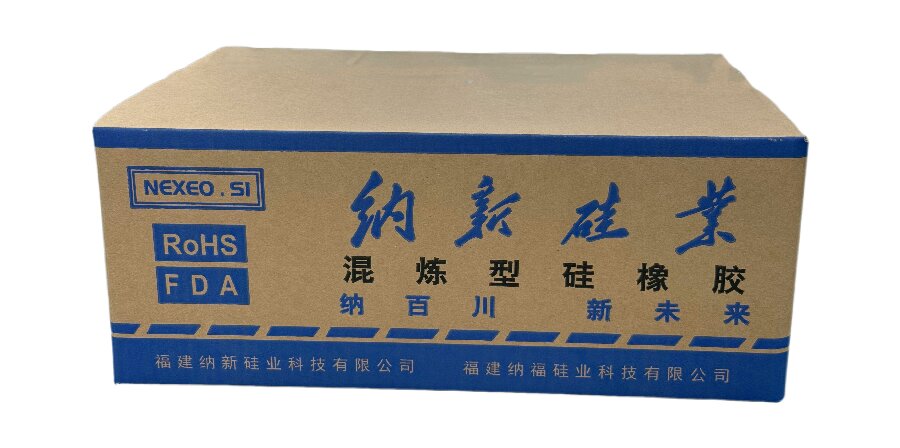 NEXEO.SI
RoHS
FDA
纳新硅業
混炼型硅橡胶
纳百川 新未来
福建纳新硅业科技有限公司 福建纳福硅业科技有限公司